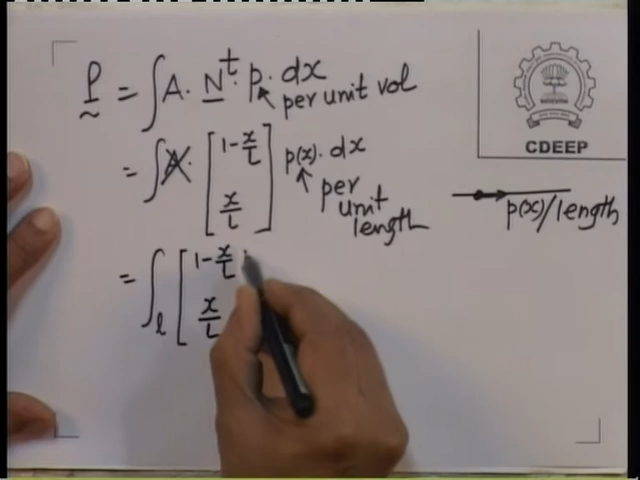 P = ∫A. N^t. p. dx
per unit vol
CDEEP
= ∫A. [1-x/L x/L] p(x). dx
per unit length
p(x)/length
= ∫l [1-x/L x/L